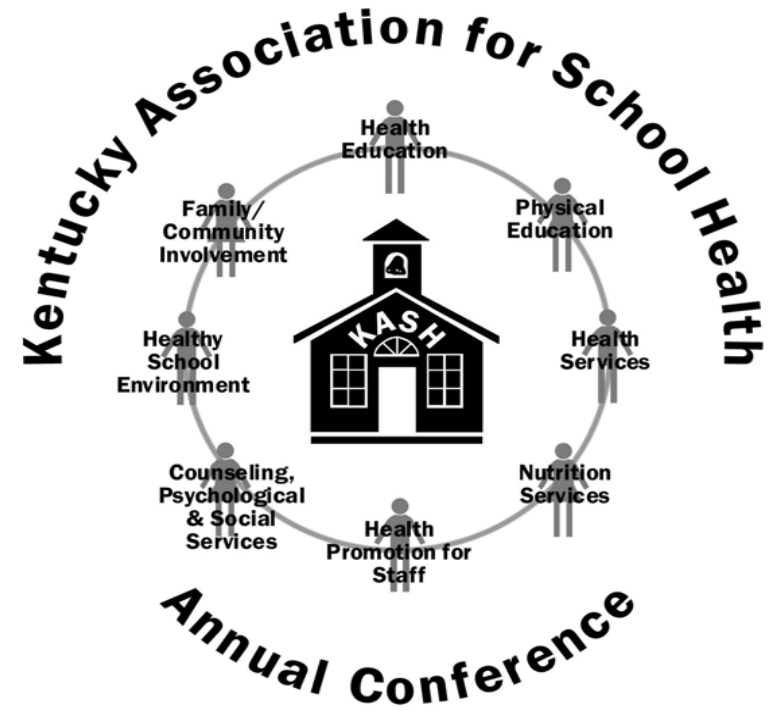 Kentucky Association for School Health
Health
Education
Physical
Education
Health
Services
Nutrition
Services
Health
Promotion for
Staff
Counseling,
Psychological
& Social
Services
Healthy
School
Environment
Family/
Community
Involvement
KASH
Annual Conference